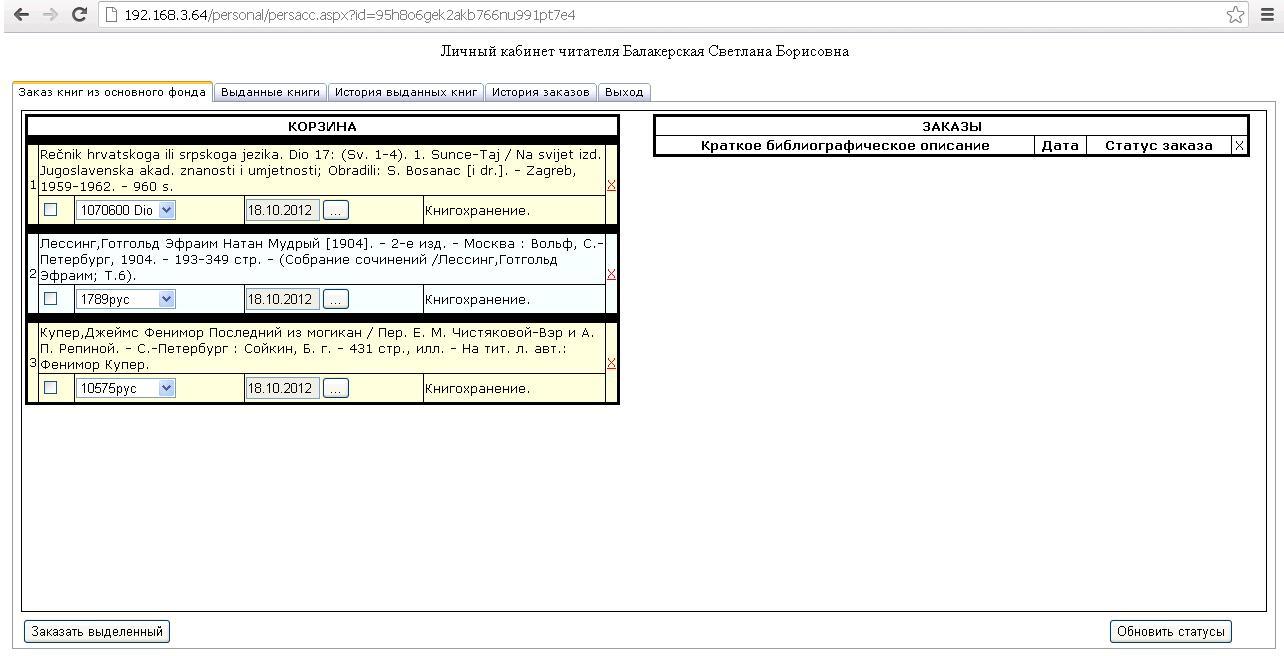 192.168.3.64/personal/persacc.aspx?id=95h8o6gek2akb766nu991pt7a4
Личный кабинет читателя Балакерская Светлана Борисовна
Заказ книг из основного фонда
Выданные книги
История выданных книг
История заказов
Выход
КОРЗИНА
1
Rečnik hrvatskoga ili srpskoga jezika. Dio 17: (Sv. 1-4). 1. Sunce-Taj / Na svijet izd.
Jugoslavenska akad. znanosti i umjetnosti; Obradili: S. Bosanac [i dr.]. - Zagreb,
1959-1962. - 960 s.
X
1070600 Dio
18.10.2012
...
Книгохранение.
2
Лессинг,Готгольд Эфраим Натан Мудрый [1904]. - 2-е изд. - Москва : Вольф, С.-
Петербург, 1904. - 193-349 стр. - (Собрание сочинений /Лессинг,Готгольд
Эфраим; Т.6).
X
1789рус
18.10.2012
...
Книгохранение.
3
Купер,Джеймс Фенимор Последний из могикан / Пер. Е. М. Чистяковой-Вэр и А.
П. Репиной. - С.-Петербург : Сойкин, Б. г. - 431 стр., илл. - На тит. л. авт.:
Фенимор Купер.
X
10575рус
18.10.2012
...
Книгохранение.
ЗАКАЗЫ
Краткое библиографическое описание
Дата
Статус заказа
X
Заказать выделенный
Обновить статусы